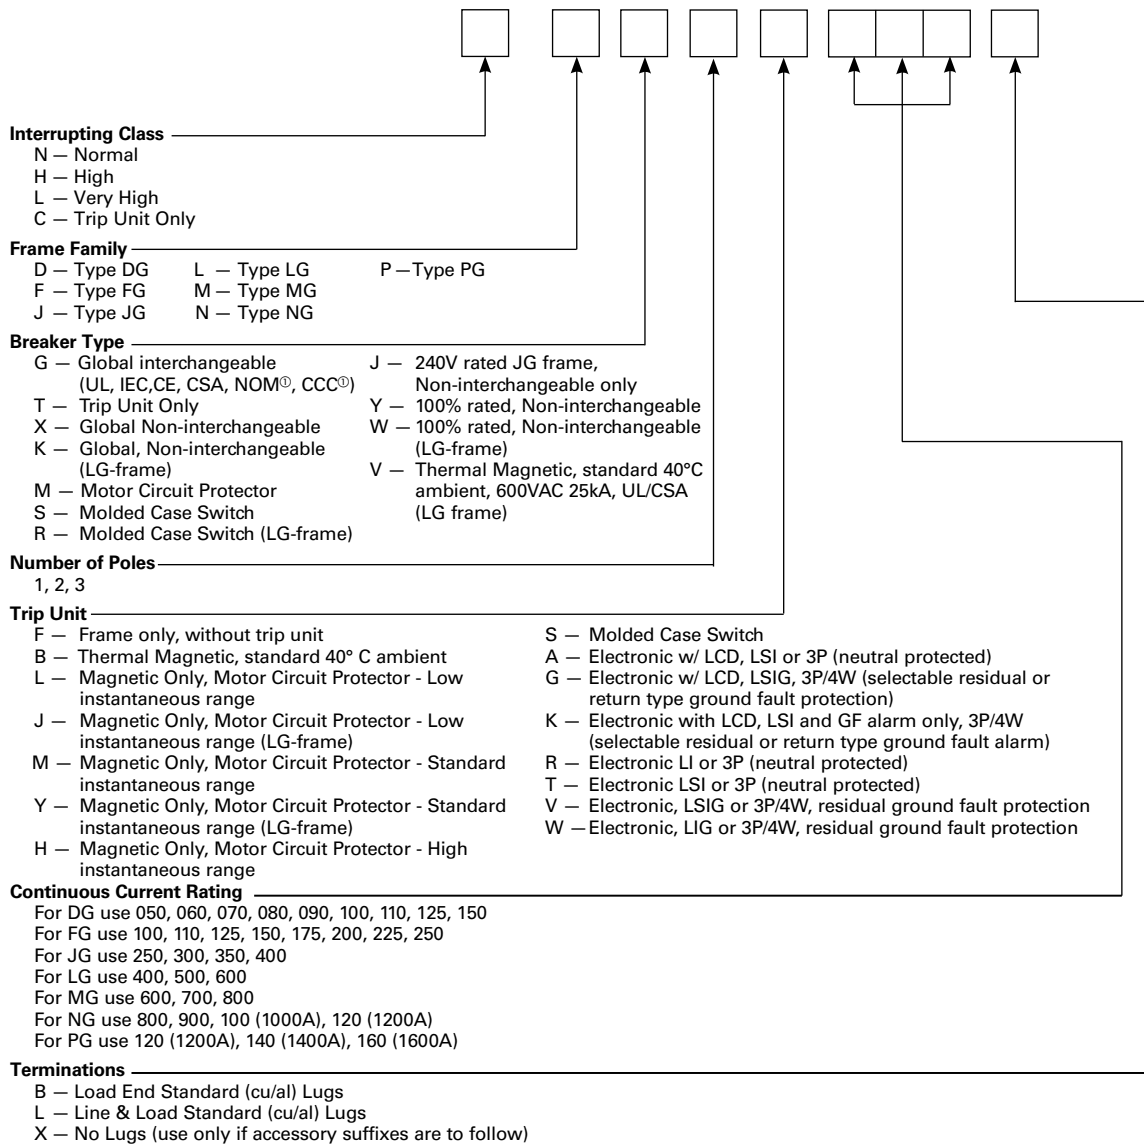 Interrupting Class
N — Normal
H — High
L — Very High
C — Trip Unit Only
Frame Family
D — Type DG L — Type LG P — Type PG
F — Type FG M — Type MG
J — Type JG N — Type NG
Breaker Type
G — Global interchangeable
(UL, IEC,CE, CSA, NOM①, CCC①)
T — Trip Unit Only
X — Global Non-interchangeable
K — Global, Non-interchangeable
(LG-frame)
M — Motor Circuit Protector
S — Molded Case Switch
R — Molded Case Switch (LG-frame)
J — 240V rated JG frame,
Non-interchangeable only
Y — 100% rated, Non-interchangeable
W — 100% rated, Non-interchangeable
(LG-frame)
V — Thermal Magnetic, standard 40°C
ambient, 600VAC 25kA, UL/CSA
(LG frame)
Number of Poles
1, 2, 3
Trip Unit
F — Frame only, without trip unit
B — Thermal Magnetic, standard 40° C ambient
L — Magnetic Only, Motor Circuit Protector - Low
instantaneous range
J — Magnetic Only, Motor Circuit Protector - Low
instantaneous range (LG-frame)
M — Magnetic Only, Motor Circuit Protector - Standard
instantaneous range
Y — Magnetic Only, Motor Circuit Protector - Standard
instantaneous range (LG-frame)
H — Magnetic Only, Motor Circuit Protector - High
instantaneous range
S — Molded Case Switch
A — Electronic w/ LCD, LSI or 3P (neutral protected)
G — Electronic w/ LCD, LSIG, 3P/4W (selectable residual or
return type ground fault protection)
K — Electronic with LCD, LSI and GF alarm only, 3P/4W
(selectable residual or return type ground fault alarm)
R — Electronic LI or 3P (neutral protected)
T — Electronic LSI or 3P (neutral protected)
V — Electronic, LSIG or 3P/4W, residual ground fault protection
W — Electronic, LIG or 3P/4W, residual ground fault protection
Continuous Current Rating
For DG use 050, 060, 070, 080, 090, 100, 110, 125, 150
For FG use 100, 110, 125, 150, 175, 200, 225, 250
For JG use 250, 300, 350, 400
For LG use 400, 500, 600
For MG use 600, 700, 800
For NG use 800, 900, 100 (1000A), 120 (1200A)
For PG use 120 (1200A), 140 (1400A), 160 (1600A)
Terminations
B — Load End Standard (cu/al) Lugs
L — Line & Load Standard (cu/al) Lugs
X — No Lugs (use only if accessory suffixes are to follow)